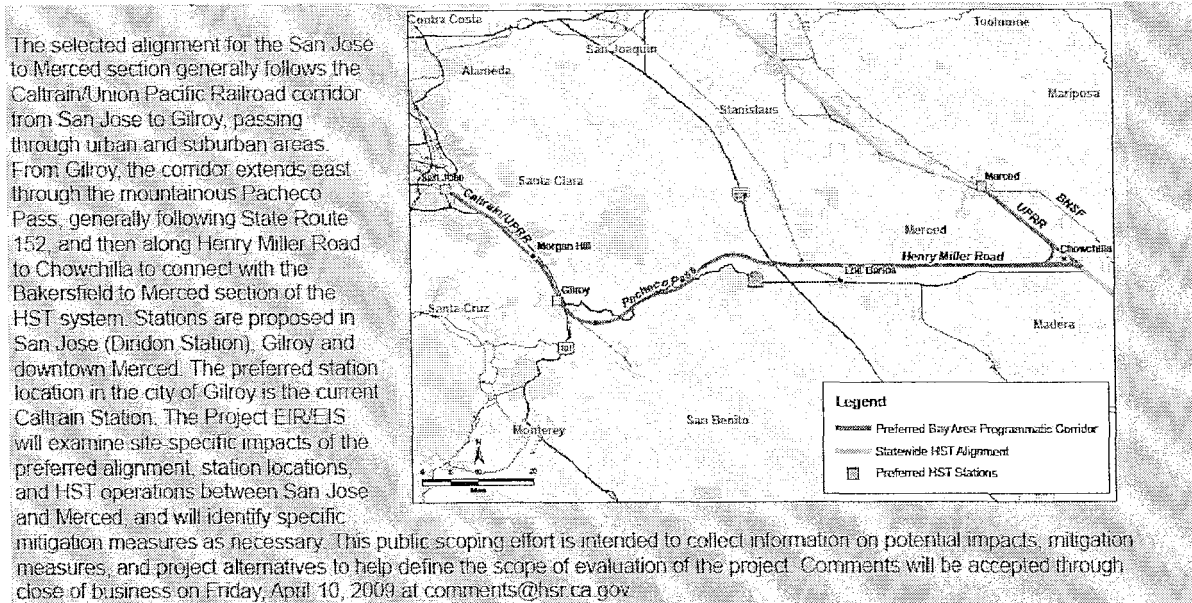 The selected alignment for the San Jose
to Merced section generally follows the
Caltrain/Union Pacific Railroad corridor
from San Jose to Gilroy, passing
through urban and suburban areas.
From Gilroy, the corridor extends east
through the mountainous Pacheco
Pass, generally following State Route
152, and then along Henry Miller Road
to Chowchilla to connect with the
Bakersfield to Merced section of the
HST system. Stations are proposed in
San Jose (Diridon Station), Gilroy and
downtown Merced. The preferred station
location in the city of Gilroy is the current
Caltrain Station. The Project EIR/EIS
will examine site-specific impacts of the
preferred alignment, station locations,
and HST operations between San Jose
and Merced, and will identify specific
mitigation measures as necessary. This public scoping effort is intended to collect information on potential impacts, mitigation
measures, and project alternatives to help define the scope of evaluation of the project. Comments will be accepted through
close of business on Friday, April 10, 2009 at comments@hsr.ca.gov
Contra Costa
Tuolumne
San Joaquin
Alameda
Stanislaus
Mariposa
San Jose
Santa Clara
Merced
Caltrain/UPRR
UPRR
BNSF
Morgan Hill
Merced
Chowchilla
Henry Miller Road
Los Banos
Pacheco Pass
Gilroy
Santa Cruz
Madera
101
San Benito
Monterey
N
Legend
Preferred Bay Area Programmatic Corridor
Statewide HST Alignment
Preferred HST Stations